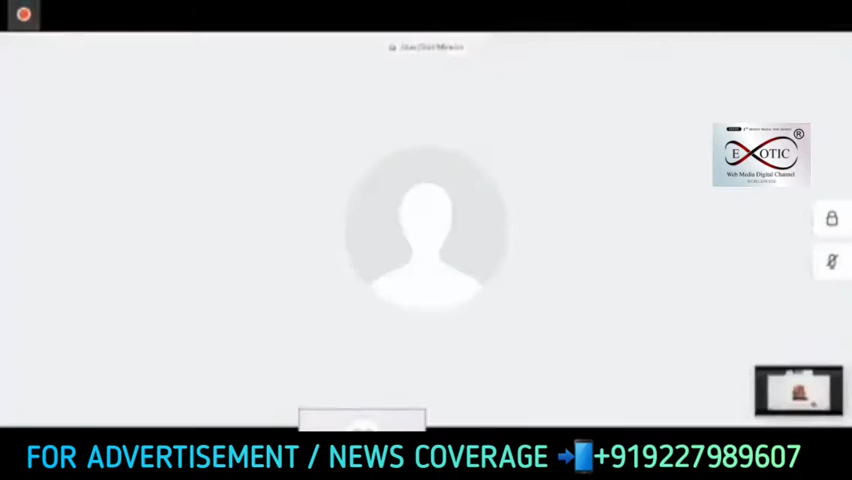 EXOTIC
®
Web Media Digital Channel
FOR ADVERTISEMENT / NEWS COVERAGE +919227989607